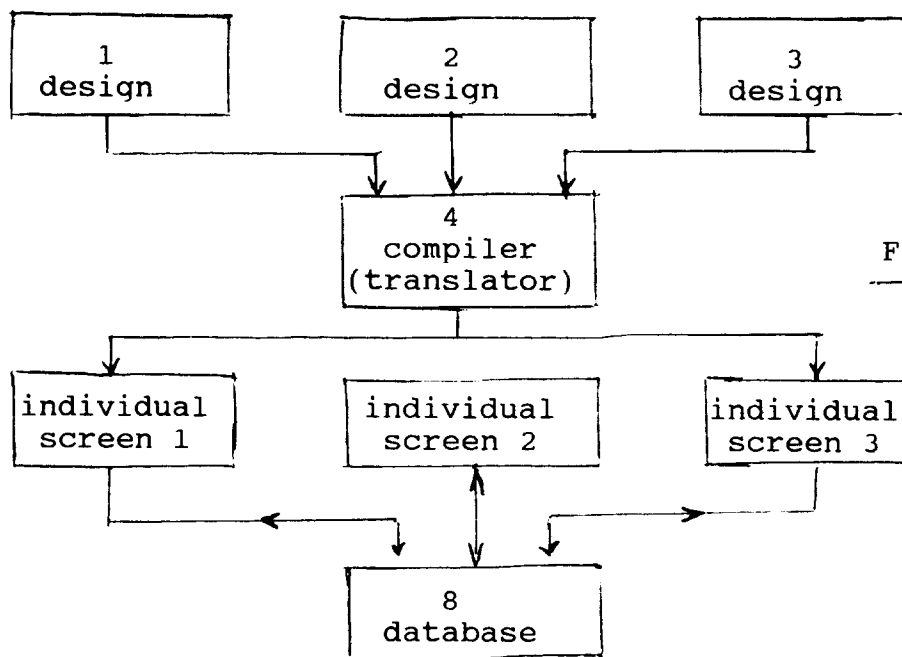 1
design
2
design
3
design
4
compiler
(translator)
F
individual
screen 1
individual
screen 2
individual
screen 3
8
database